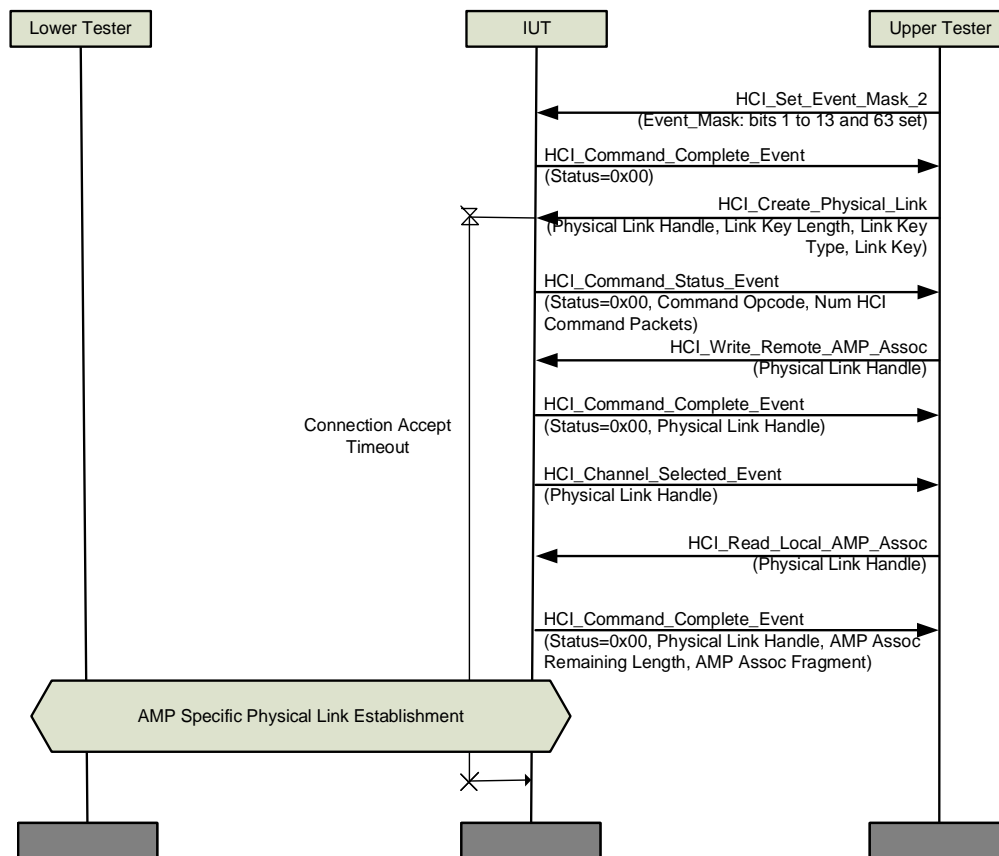 Lower Tester
IUT
Upper Tester
HCI_Set_Event_Mask_2
(Event_Mask: bits 1 to 13 and 63 set)
HCI_Command_Complete_Event
(Status=0x00)
HCI_Create_Physical_Link
(Physical Link Handle, Link Key Length, Link Key
Type, Link Key)
HCI_Command_Status_Event
(Status=0x00, Command Opcode, Num HCI
Command Packets)
HCI_Write_Remote_AMP_Assoc
(Physical Link Handle)
HCI_Command_Complete_Event
(Status=0x00, Physical Link Handle)
Connection Accept
Timeout
HCI_Channel_Selected_Event
(Physical Link Handle)
HCI_Read_Local_AMP_Assoc
(Physical Link Handle)
HCI_Command_Complete_Event
(Status=0x00, Physical Link Handle, AMP Assoc
Remaining Length, AMP Assoc Fragment)
AMP Specific Physical Link Establishment